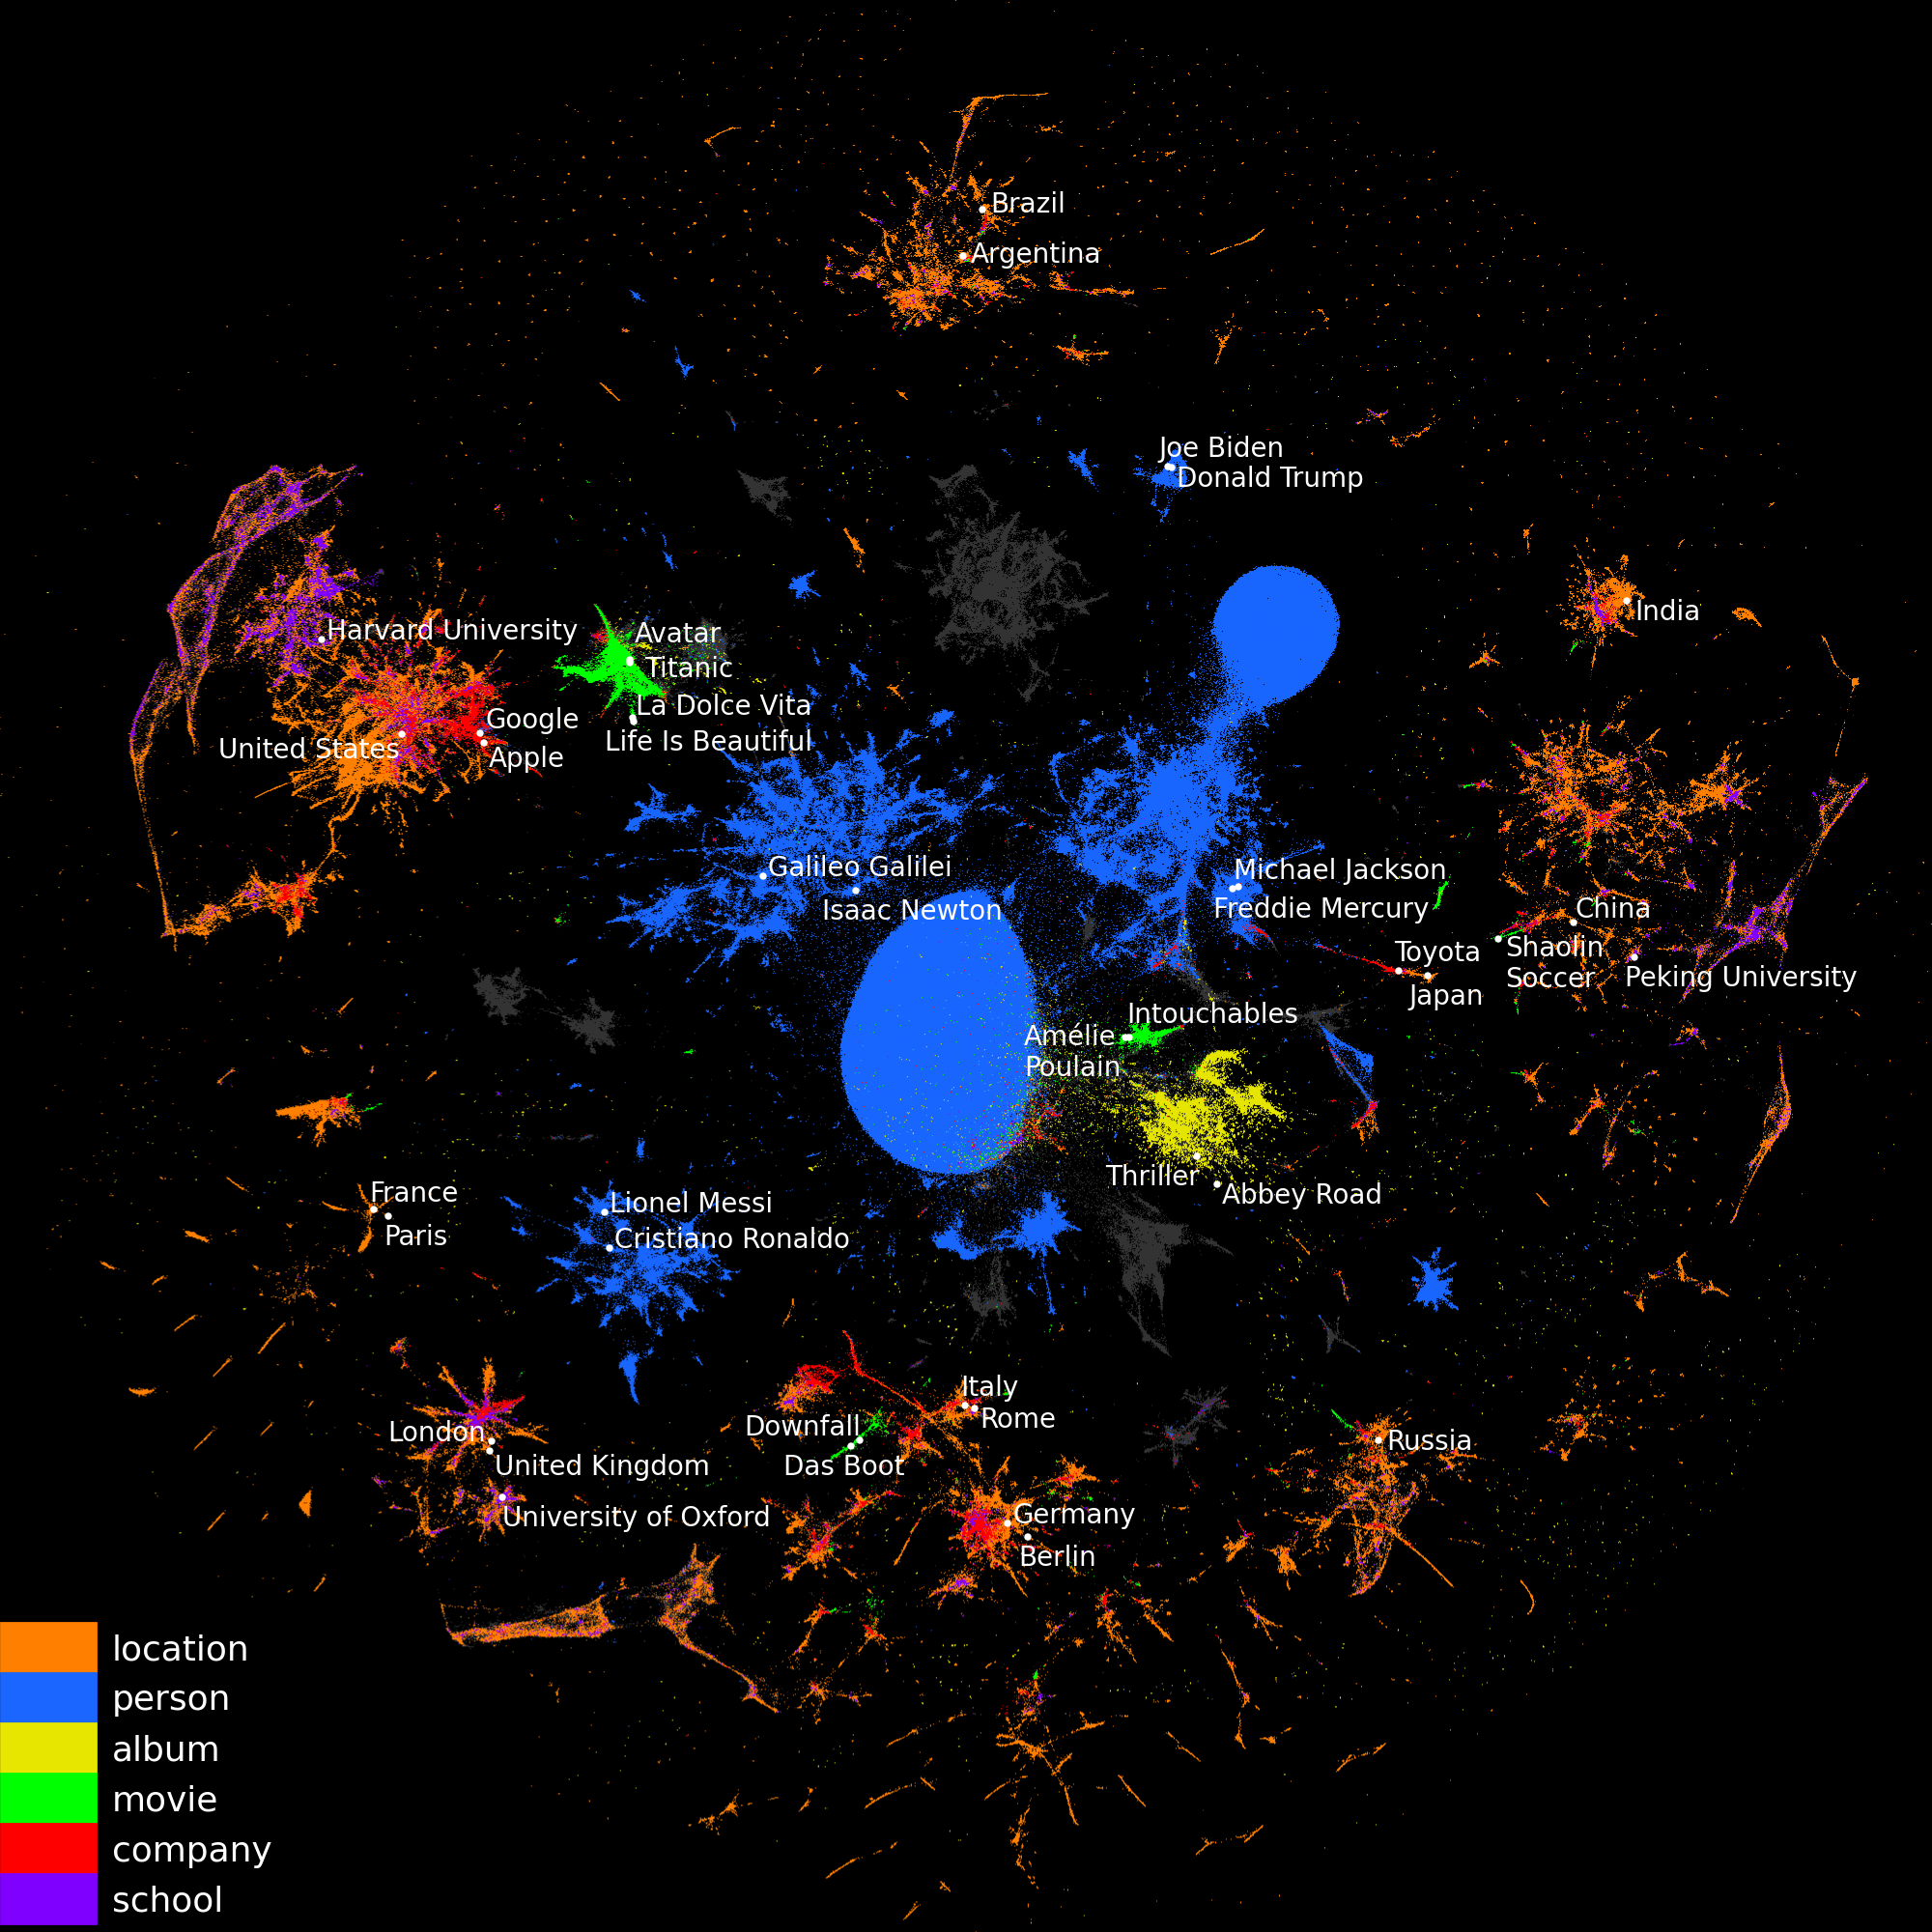 Brazil
Argentina
Joe Biden
Donald Trump
India
Harvard University
Avatar
Titanic
La Dolce Vita
Google
Life Is Beautiful
United States
Apple
Galileo Galilei
Michael Jackson
Isaac Newton
Freddie Mercury
China
Toyota
Shaolin
Soccer
Peking University
Japan
Intouchables
Amélie
Poulain
Thriller
Abbey Road
France
Paris
Lionel Messi
Cristiano Ronaldo
Italy
Rome
London
Downfall
United Kingdom
Das Boot
Russia
University of Oxford
Germany
Berlin
location
person
album
movie
company
school